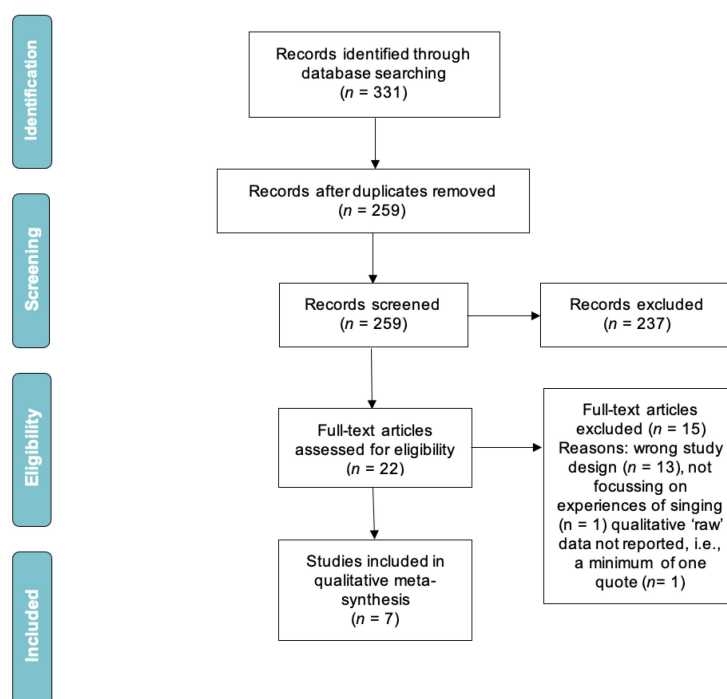 Identification
Records identified through
database searching
(n = 331)
Records after duplicates removed
(n = 259)
Screening
Records screened
(n = 259)
Records excluded
(n = 237)
Eligibility
Full-text articles
assessed for eligibility
(n = 22)
Full-text articles
excluded (n = 15)
Reasons: wrong study
design (n = 13), not
focussing on
experiences of singing
(n = 1) qualitative ‘raw’
data not reported, i.e.,
a minimum of one
quote (n= 1)
Included
Studies included in
qualitative meta-
synthesis
(n = 7)